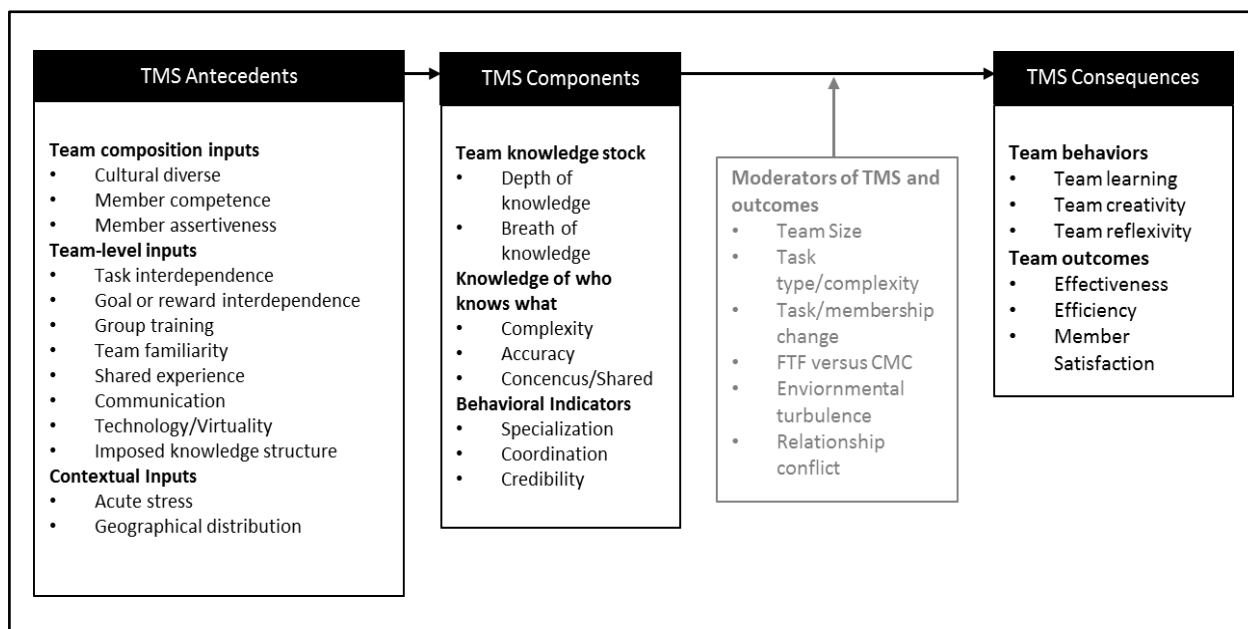 TMS Antecedents
Team composition inputs
• Cultural diverse
• Member competence
• Member assertiveness
Team-level inputs
• Task interdependence
• Goal or reward interdependence
• Group training
• Team familiarity
• Shared experience
• Communication
• Technology/Virtuality
• Imposed knowledge structure
Contextual Inputs
• Acute stress
• Geographical distribution
TMS Components
Team knowledge stock
• Depth of
knowledge
• Breath of
knowledge
Knowledge of who
knows what
• Complexity
• Accuracy
• Concencus/Shared
Behavioral Indicators
• Specialization
• Coordination
• Credibility
Moderators of TMS and
outcomes
• Team Size
• Task
type/complexity
• Task/membership
change
• FTF versus CMC
• Enviornmental
turbulence
• Relationship
conflict
TMS Consequences
Team behaviors
• Team learning
• Team creativity
• Team reflexivity
Team outcomes
• Effectiveness
• Efficiency
• Member
Satisfaction